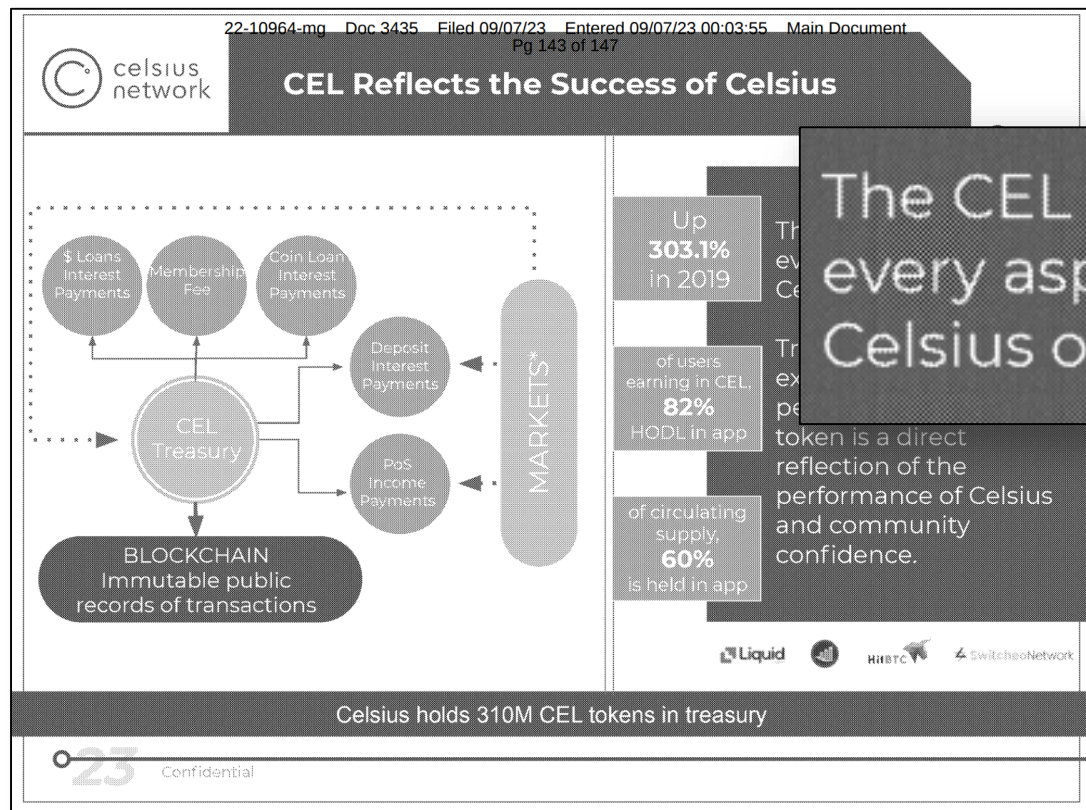 22-10964-mg Doc 3435 Filed 09/07/23 Entered 09/07/23 00:03:55 Main Document
Pg 143 of 147
celsius
network
CEL Reflects the Success of Celsius
$ Loans
Interest
Payments
Membership
Fee
Coin Loan
Interest
Payments
Deposit
Interest
Payments
CEL
Treasury
PoS
Income
Payments
MARKETS*
BLOCKCHAIN
Immutable public
records of transactions
Up
303.1%
in 2019
of users
earning in CEL,
82%
HODL in app
of circulating
supply,
60%
is held in app
The CEL
every
Celsius
token is a direct
reflection of the
performance of Celsius
and community
confidence.
Liquid
HitBTC
SwitcheoNetwork
Celsius holds 310M CEL tokens in treasury
23
Confidential